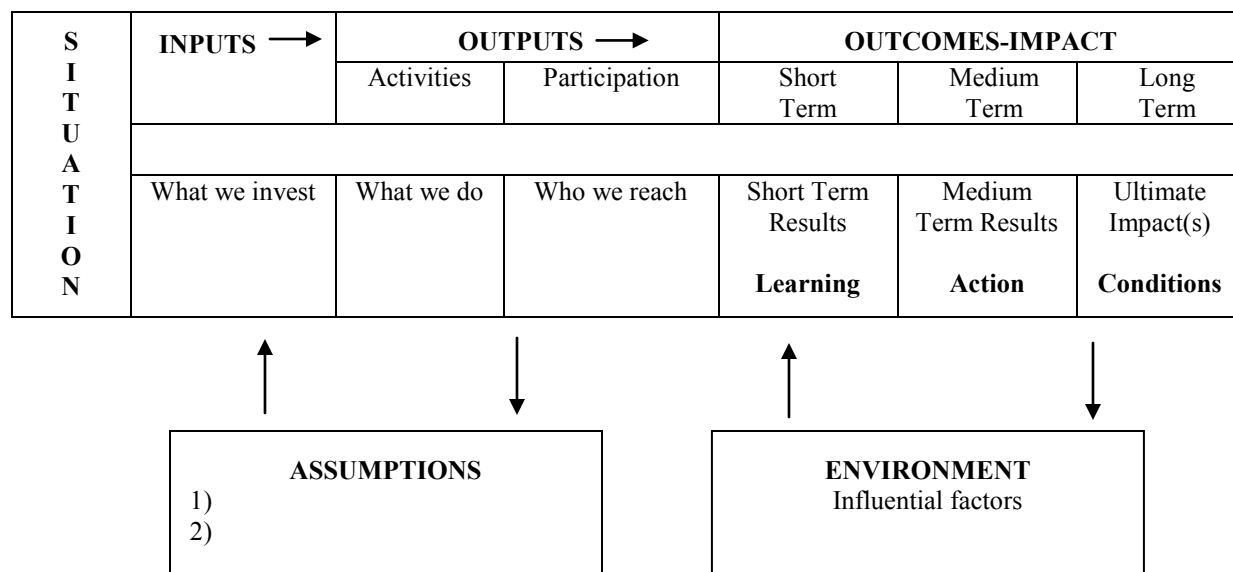 S
I
T
U
A
T
I
O
N
INPUTS
OUTPUTS
OUTCOMES-IMPACT
Activities
Participation
Short
Term
Medium
Term
Long
Term
What we invest
What we do
Who we reach
Short Term
Results
Learning
Medium
Term Results
Action
Ultimate
Impact(s)
Conditions
ASSUMPTIONS
1)
2)
ENVIRONMENT
Influential factors